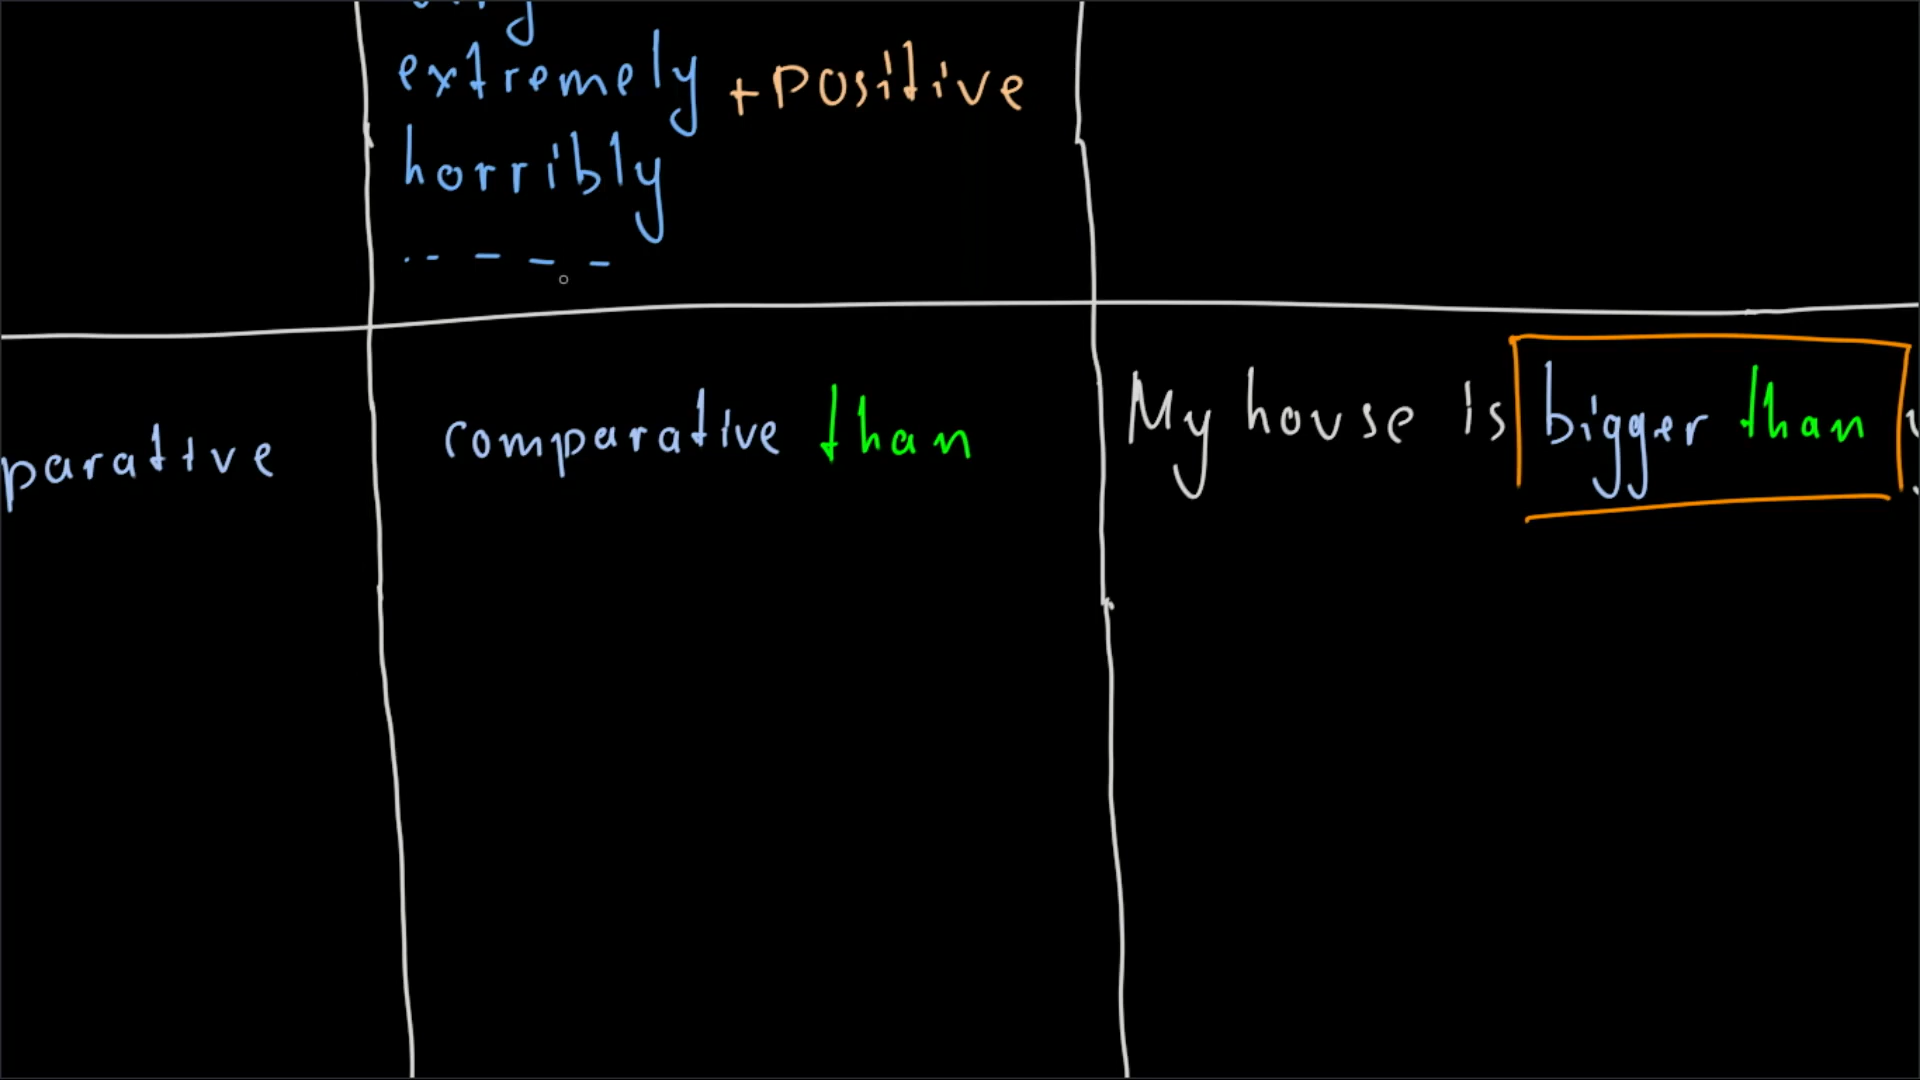 extremely + positive
horribly
parative
comparative than
My house is bigger than